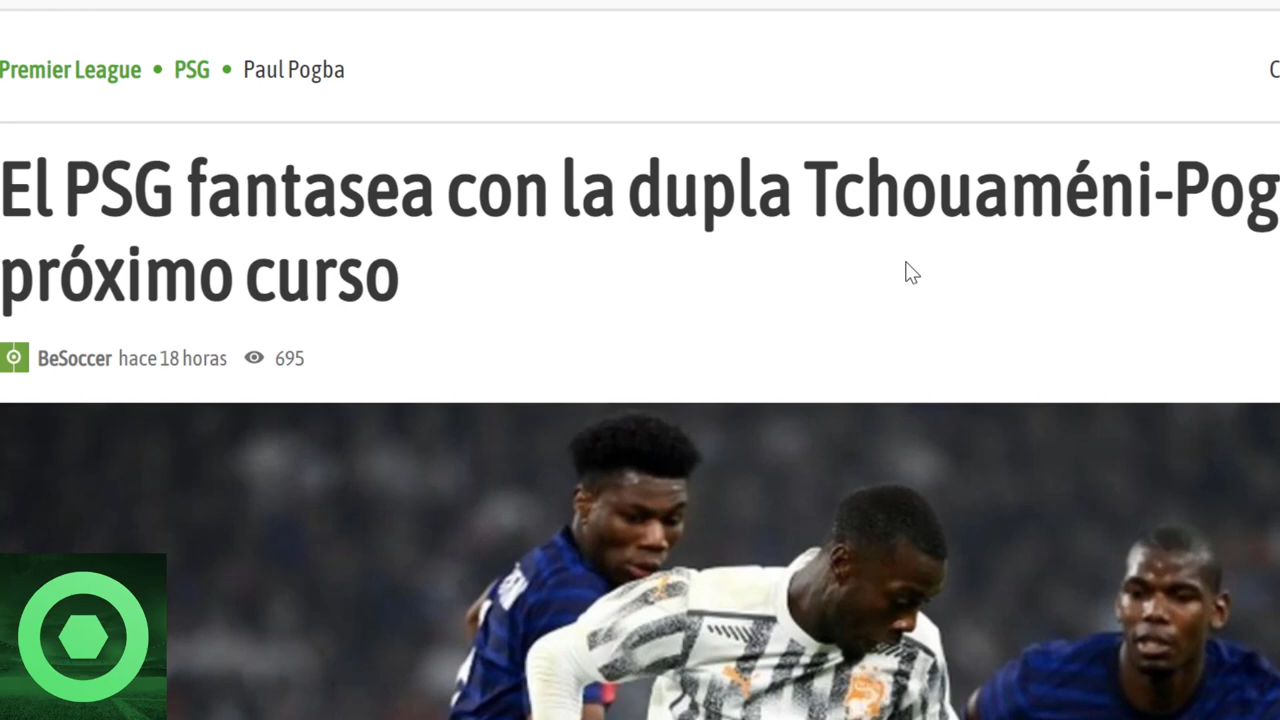 Premier League • PSG • Paul Pogba
El PSG fantasea con la dupla Tchouaméni-Pog
próximo curso
BeSoccer hace 18 horas 695